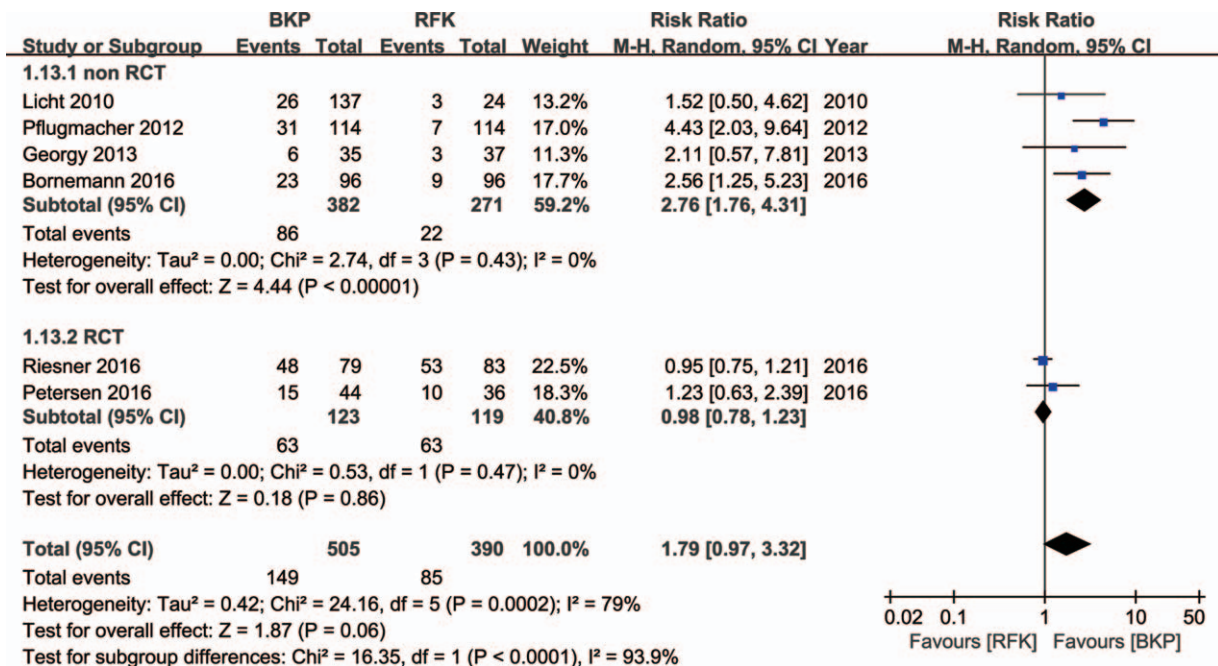 BKP RFK Risk Ratio Risk Ratio
Study or Subgroup Events Total Events Total Weight M-H. Random. 95% CI Year M-H. Random. 95% CI
1.13.1 non RCT
Licht 2010 26 137 3 24 13.2% 1.52 [0.50, 4.62] 2010
Pflugmacher 2012 31 114 7 114 17.0% 4.43 [2.03, 9.64] 2012
Georgy 2013 6 35 3 37 11.3% 2.11 [0.57, 7.81] 2013
Bornemann 2016 23 96 9 96 17.7% 2.56 [1.25, 5.23] 2016
Subtotal (95% CI) 382 271 59.2% 2.76 [1.76, 4.31]
Total events 86 22
Heterogeneity: Tau² = 0.00; Chi² = 2.74, df = 3 (P = 0.43); I² = 0%
Test for overall effect: Z = 4.44 (P < 0.00001)
1.13.2 RCT
Riesner 2016 48 79 53 83 22.5% 0.95 [0.75, 1.21] 2016
Petersen 2016 15 44 10 36 18.3% 1.23 [0.63, 2.39] 2016
Subtotal (95% CI) 123 119 40.8% 0.98 [0.78, 1.23]
Total events 63 63
Heterogeneity: Tau² = 0.00; Chi² = 0.53, df = 1 (P = 0.47); I² = 0%
Test for overall effect: Z = 0.18 (P = 0.86)
Total (95% CI) 505 390 100.0% 1.79 [0.97, 3.32]
Total events 149 85
Heterogeneity: Tau² = 0.42; Chi² = 24.16, df = 5 (P = 0.0002); I² = 79%
Test for overall effect: Z = 1.87 (P = 0.06)
Test for subgroup differences: Chi² = 16.35, df = 1 (P < 0.0001), I² = 93.9%
0.02 0.1 1 10 50
Favours [RFK] Favours [BKP]